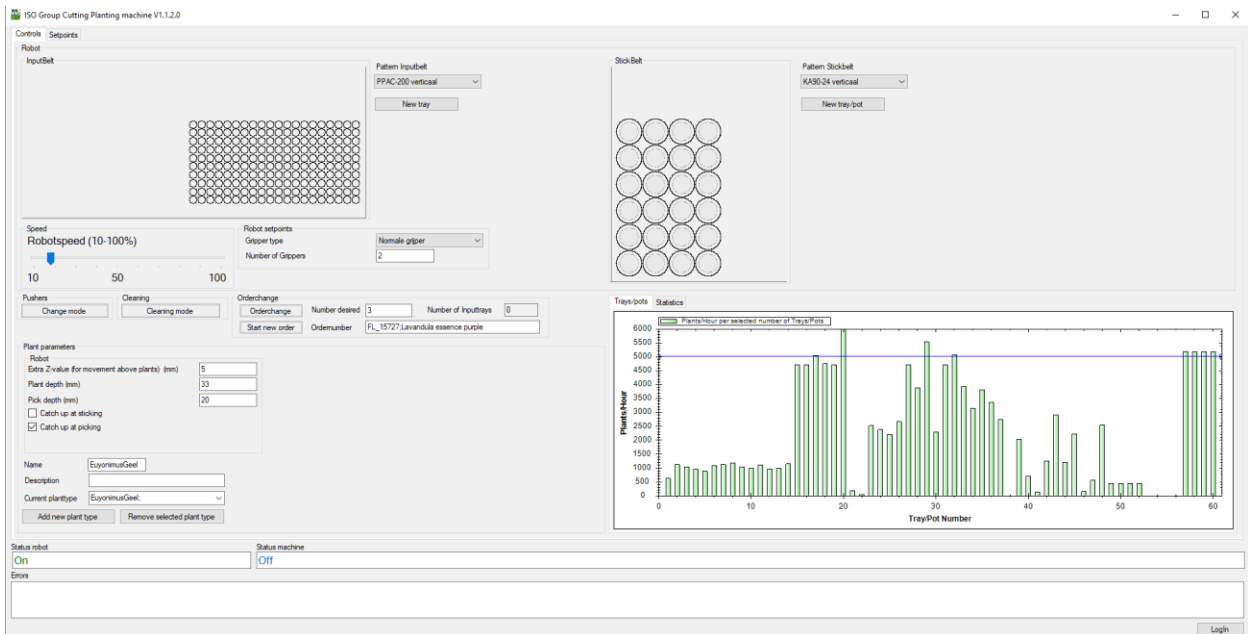 ISO Group Cutting Planting machine V1.1.2.0
Controls Setpoints
Robot
InputBelt
Pattern Inputbelt
PPAC-200 verticaal
New tray
StickBelt
Pattern Stickbelt
KA90-24 verticaal
New tray/pot
Speed
Robotspeed (10-100%)
10 50 100
Robot setpoints
Gripper type Normale grijper
Number of Grippers 2
Pushers
Change mode
Cleaning
Cleaning mode
Orderchange
Orderchange Number desired 3 Number of Inputtrays 0
Start new order Ordernumber FL_15727;Lavandula essence purple
Plant parameters
Robot
Extra Z-value (for movement above plants) (mm) 5
Plant depth (mm) 33
Pick depth (mm) 20
Catch up at sticking
Catch up at picking
Name EuyonimusGeel
Description
Current planttype EuyonimusGeel;
Add new plant type Remove selected plant type
Trays/pots Statistics
Plants/Hour per selected number of Trays/Pots
6000
5500
5000
4500
4000
3500
3000
2500
2000
1500
1000
500
0
Plants/Hour
0 10 20 30 40 50 60
Tray/Pot Number
Status robot
On
Status machine
Off
Errors
LogIn